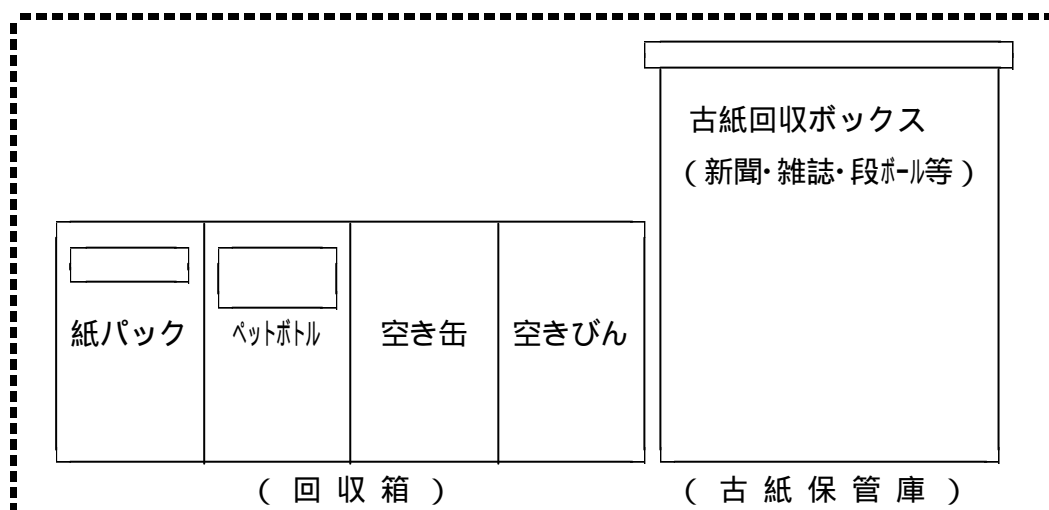 古紙回収ボックス
(新聞・雑誌・段ボール等)
紙パック
ペットボトル
空き缶
空きびん
(回収箱)
(古紙保管庫)